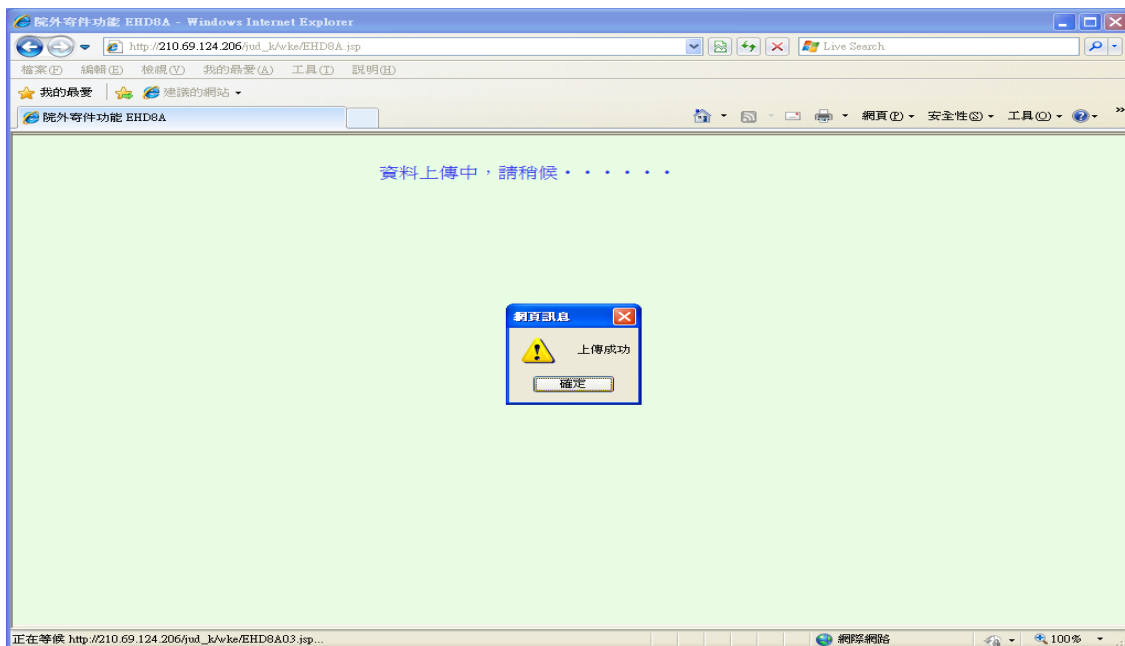 院外寄件功能 EHD8A - Windows Internet Explorer
http://210.69.124.206/jud_k/wke/EHD8A.jsp
Live Search
檔案(F) 編輯(E) 檢視(V) 我的最愛(A) 工具(T) 說明(H)
我的最愛 建議的網站
院外寄件功能 EHD8A
網頁(P) 安全性(S) 工具(O)
資料上傳中，請稍候・・・・・・
網頁訊息
上傳成功
確定
正在等候 http://210.69.124.206/jud_k/wke/EHD8A03.jsp...
網際網路
100%